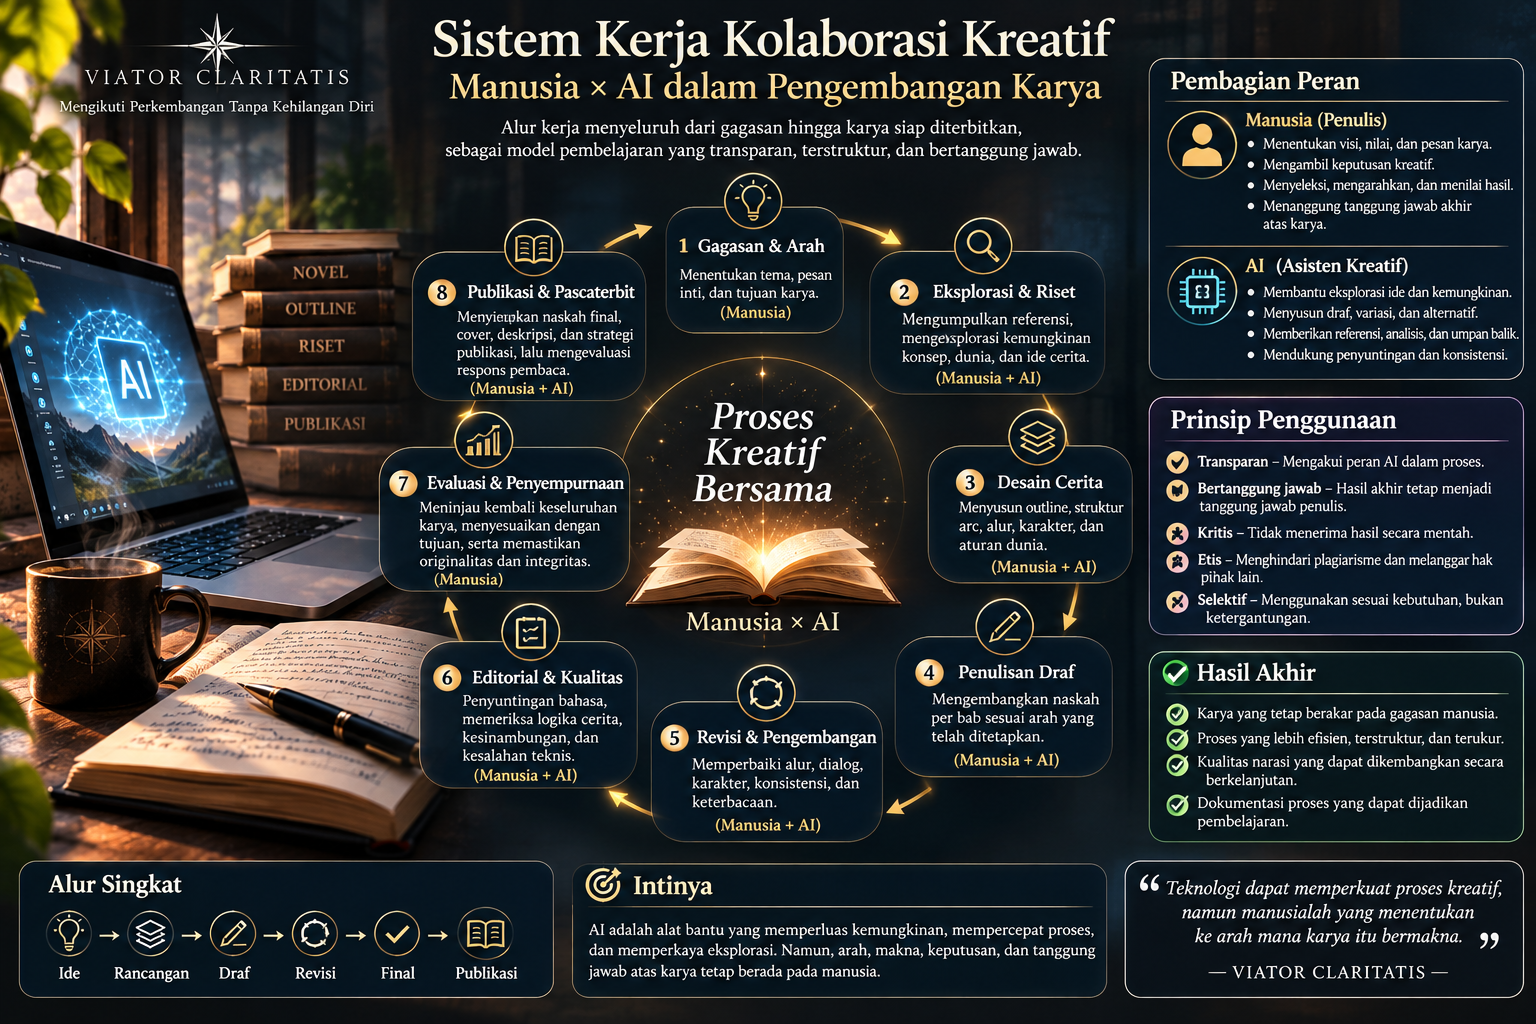 VIATOR CLARITATIS
Mengikuti Perkembangan Tanpa Kehilangan Diri
Sistem Kerja Kolaborasi Kreatif
Manusia × AI dalam Pengembangan Karya
Alur kerja menyeluruh dari gagasan hingga karya siap diterbitkan,
sebagai model pembelajaran yang transparan, terstruktur, dan bertanggung jawab.
NOVEL
OUTLINE
RISET
EDITORIAL
PUBLIKASI
AI
1 Gagasan & Arah
Menentukan tema, pesan
inti, dan tujuan karya.
(Manusia)
2 Eksplorasi & Riset
Mengumpulkan referensi,
kemungkinan
konsep, dunia, dan ide cerita.
(Manusia + AI)
3 Desain Cerita
Menyusun outline, struktur
arc, alur, karakter, dan
aturan dunia.
(Manusia + AI)
4 Penulisan Draf
Mengembangkan naskah
per bab sesuai arah yang
telah ditetapkan.
(Manusia + AI)
5 Revisi & Pengembangan
Memperbaiki alur, dialog,
karakter, konsistensi, dan
keterbacaan.
(Manusia + AI)
6 Editorial & Kualitas
Penyuntingan bahasa,
memeriksa logika cerita,
kesinambungan, dan
kesalahan teknis.
(Manusia + AI)
7 Evaluasi & Penyempurnaan
Meninjau kembali keseluruhan
karya, menyesuaikan dengan
tujuan, serta memastikan
originalitas dan integritas.
(Manusia)
8 Publikasi & Pascaterbit
naskah final,
cover, deskripsi, dan strategi
publikasi, lalu mengevaluasi
respons pembaca.
(Manusia + AI)
Proses
Kreatif
Bersama
Manusia × AI
Pembagian Peran
Manusia (Penulis)
• Menentukan visi, nilai, dan pesan karya.
• Mengambil keputusan kreatif.
• Menyeleksi, mengarahkan, dan menilai hasil.
• Menanggung tanggung jawab akhir
atas karya.
AI (Asisten Kreatif)
• Membantu eksplorasi ide dan kemungkinan.
• Menyusun draf, variasi, dan alternatif.
• Memberikan referensi, analisis, dan umpan balik.
• Mendukung penyuntingan dan konsistensi.
Prinsip Penggunaan
Transparan – Mengakui peran AI dalam proses.
Bertanggung jawab – Hasil akhir tetap menjadi
tanggung jawab penulis.
Kritis – Tidak menerima hasil secara mentah.
Etis – Menghindari plagiarisme dan melanggar hak
pihak lain.
Selektif – Menggunakan sesuai kebutuhan, bukan
ketergantungan.
Hasil Akhir
Karya yang tetap berakar pada gagasan manusia.
Proses yang lebih efisien, terstruktur, dan terukur.
Kualitas narasi yang dapat dikembangkan secara
berkelanjutan.
Dokumentasi proses yang dapat dijadikan
pembelajaran.
Alur Singkat
Ide → Rancangan → Draf → Revisi → Final → Publikasi
Intinya
AI adalah alat bantu yang memperluas kemungkinan, mempercepat proses,
dan memperkaya eksplorasi. Namun, arah, makna, keputusan, dan tanggung
jawab atas karya tetap berada pada manusia.
“ Teknologi dapat memperkuat proses kreatif,
namun manusialah yang menentukan
ke arah mana karya itu bermakna. ”
— VIATOR CLARITATIS —